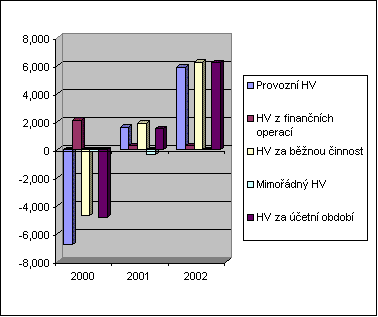 8,000
6,000
4,000
2,000
0
-2,000
-4,000
-6,000
-8,000
2000 2001 2002
Provozní HV
HV z finančních
operací
HV za běžnou činnost
Mimořádný HV
HV za účetní období